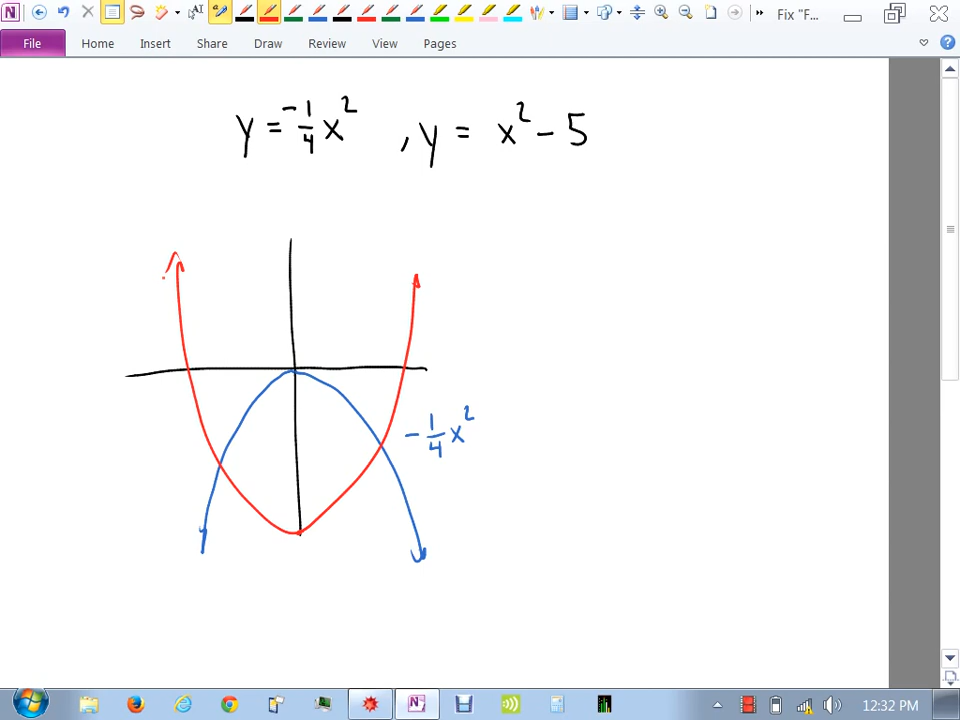 Fix "F...
File Home Insert Share Draw Review View Pages
y = -1/4 x² , y = x² - 5
-1/4 x²
12:32 PM